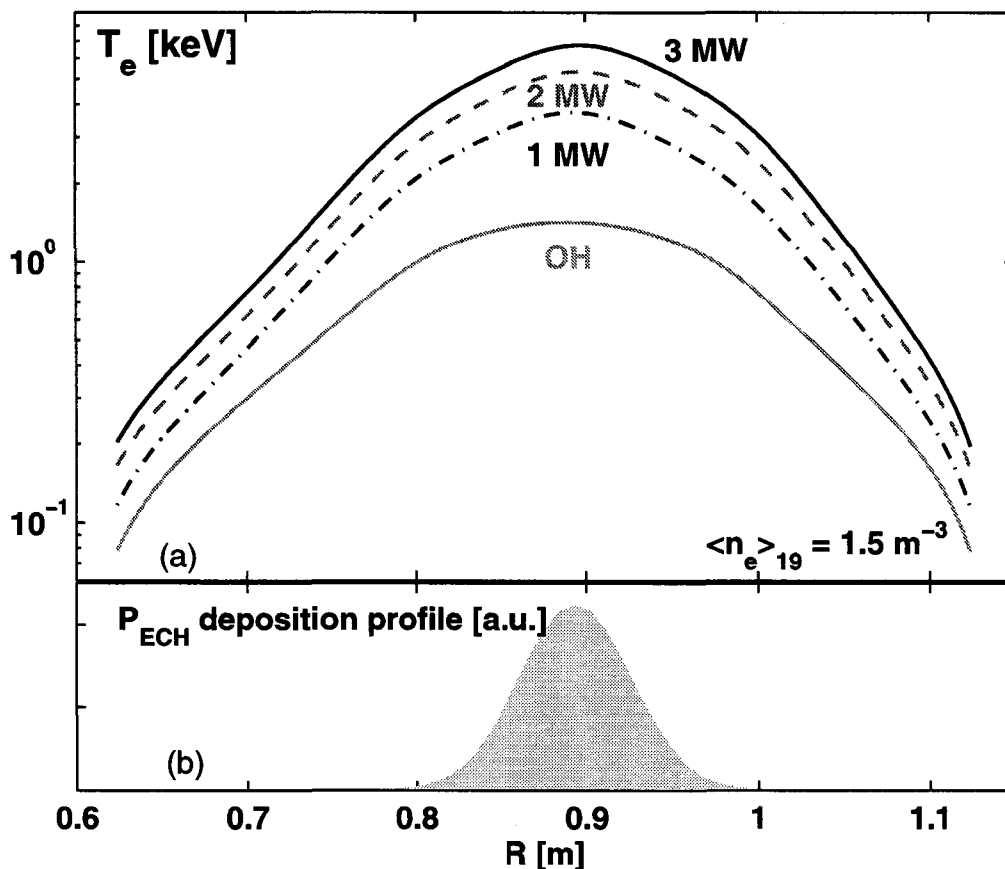 T_e [keV]
3 MW
2 MW
1 MW
10^0
OH
10^-1
(a)
<n_e>_19 = 1.5 m^-3
P_ECH deposition profile [a.u.]
(b)
0.6 0.7 0.8 0.9 1 1.1
R [m]